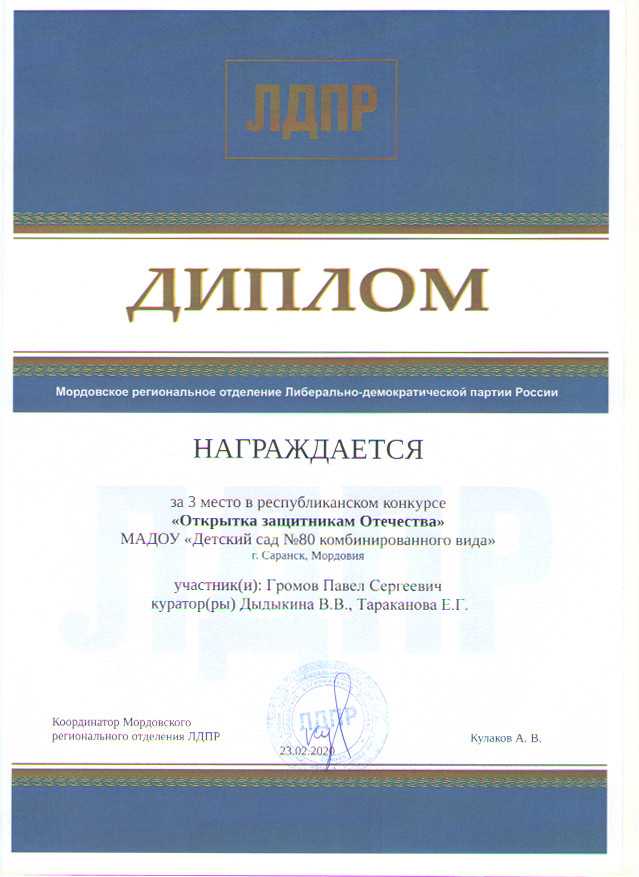 ЛДПР
ДИПЛОМ
Мордовское региональное отделение Либерально-демократической партии России
НАГРАЖДАЕТСЯ
за 3 место в республиканском конкурсе
«Открытка защитникам Отечества»
МАДОУ «Детский сад №80 комбинированного вида»
г. Саранск, Мордовия
участник(и): Громов Павел Сергеевич
куратор(ры) Дыдыкина В.В., Тараканова Е.Г.
ЛДПР
Координатор Мордовского
регионального отделения ЛДПР
ЛДПР
Кулаков А. В.
23.02.2020